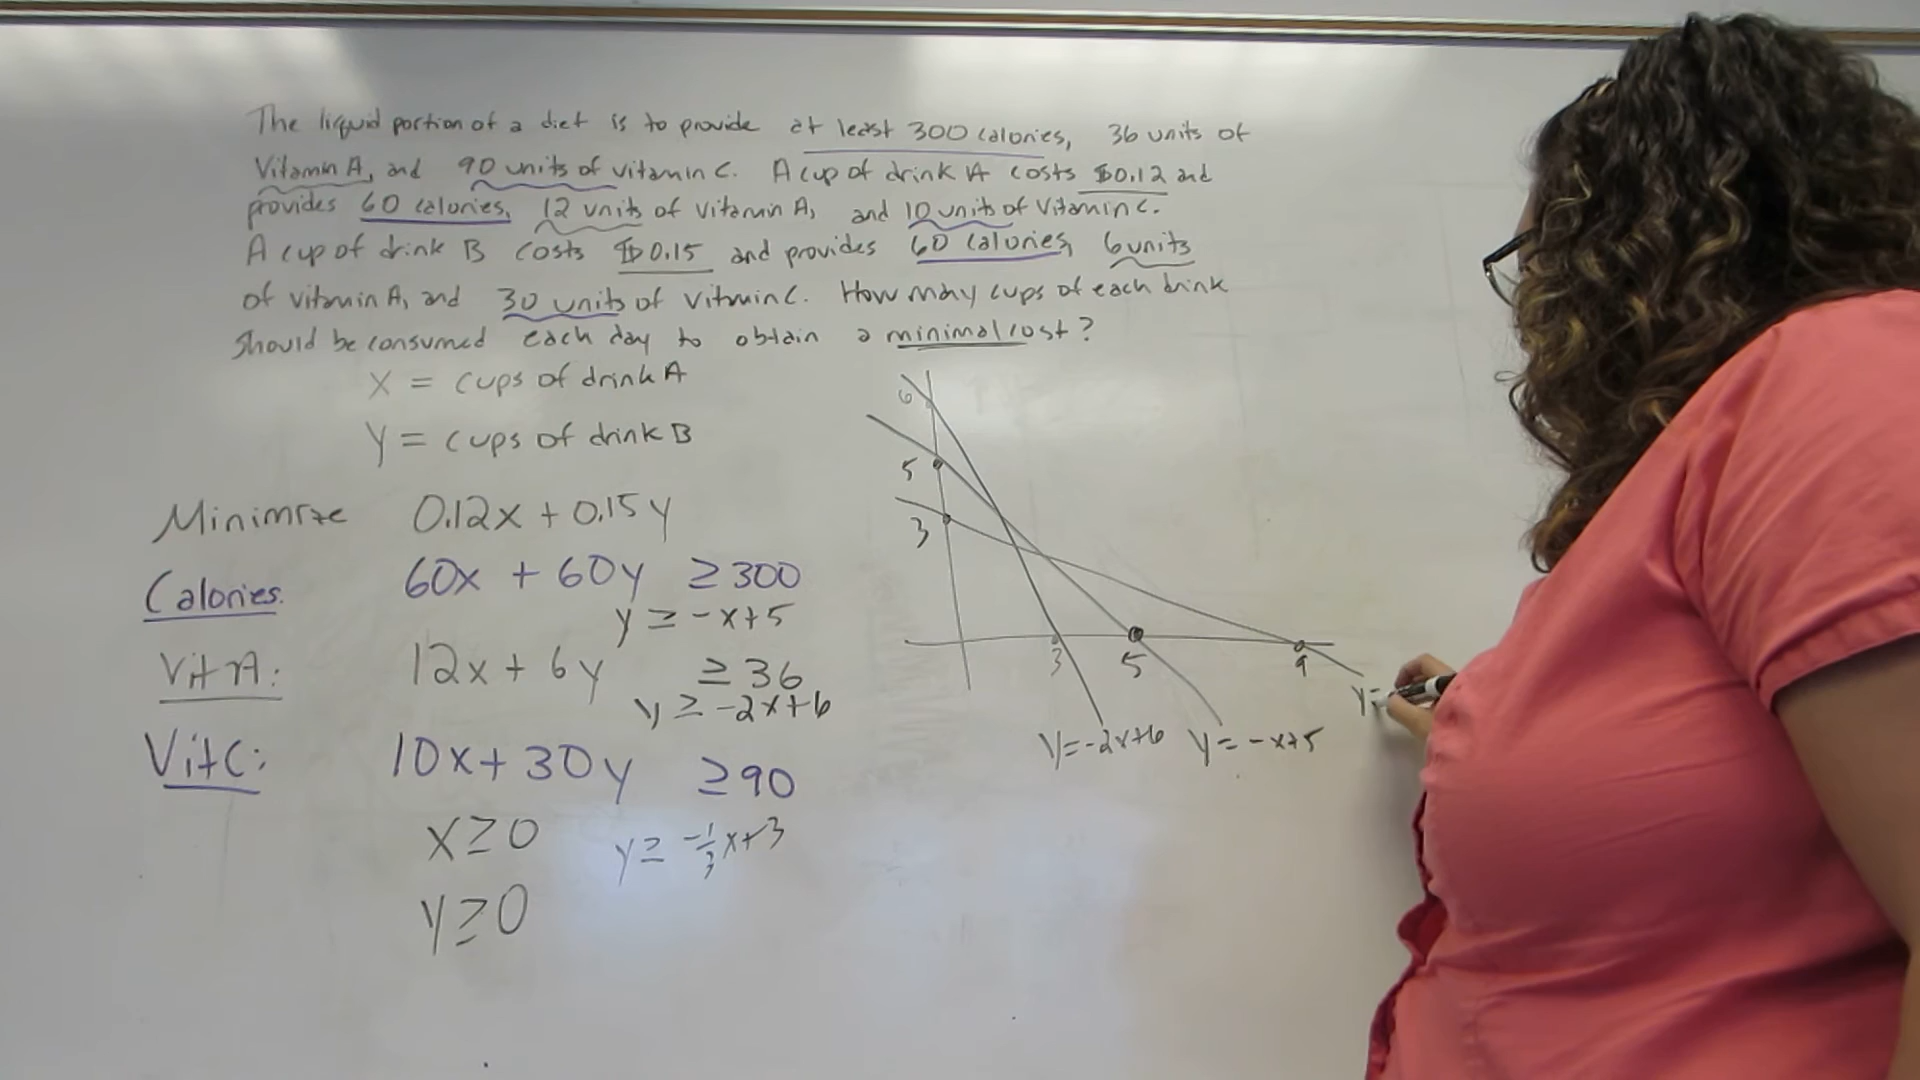 The liquid portion of a diet is to provide at least 300 calories, 36 units of
Vitamin A, and 90 units of vitamin C. A cup of drink A costs $0.12 and
provides 60 calories, 12 units of vitamin A, and 10 units of Vitamin C.
A cup of drink B costs $0.15 and provides 60 calories, 6 units
of vitamin A, and 30 units of vitamin C. How may cups of each drink
should be consumed each day to obtain a minimal cost?
X = cups of drink A
Y = cups of drink B
Minimize 0.12x + 0.15y
Calories. 60x + 60y ≥ 300
y ≥ -x+5
Vit A: 12x + 6y ≥ 36
y ≥ -2x+6
Vit C: 10x + 30y ≥ 90
x ≥ 0 y ≥ -1/3x+3
y ≥ 0
6
5
3
3 5 9
y=
y=-2x+6 y=-x+5